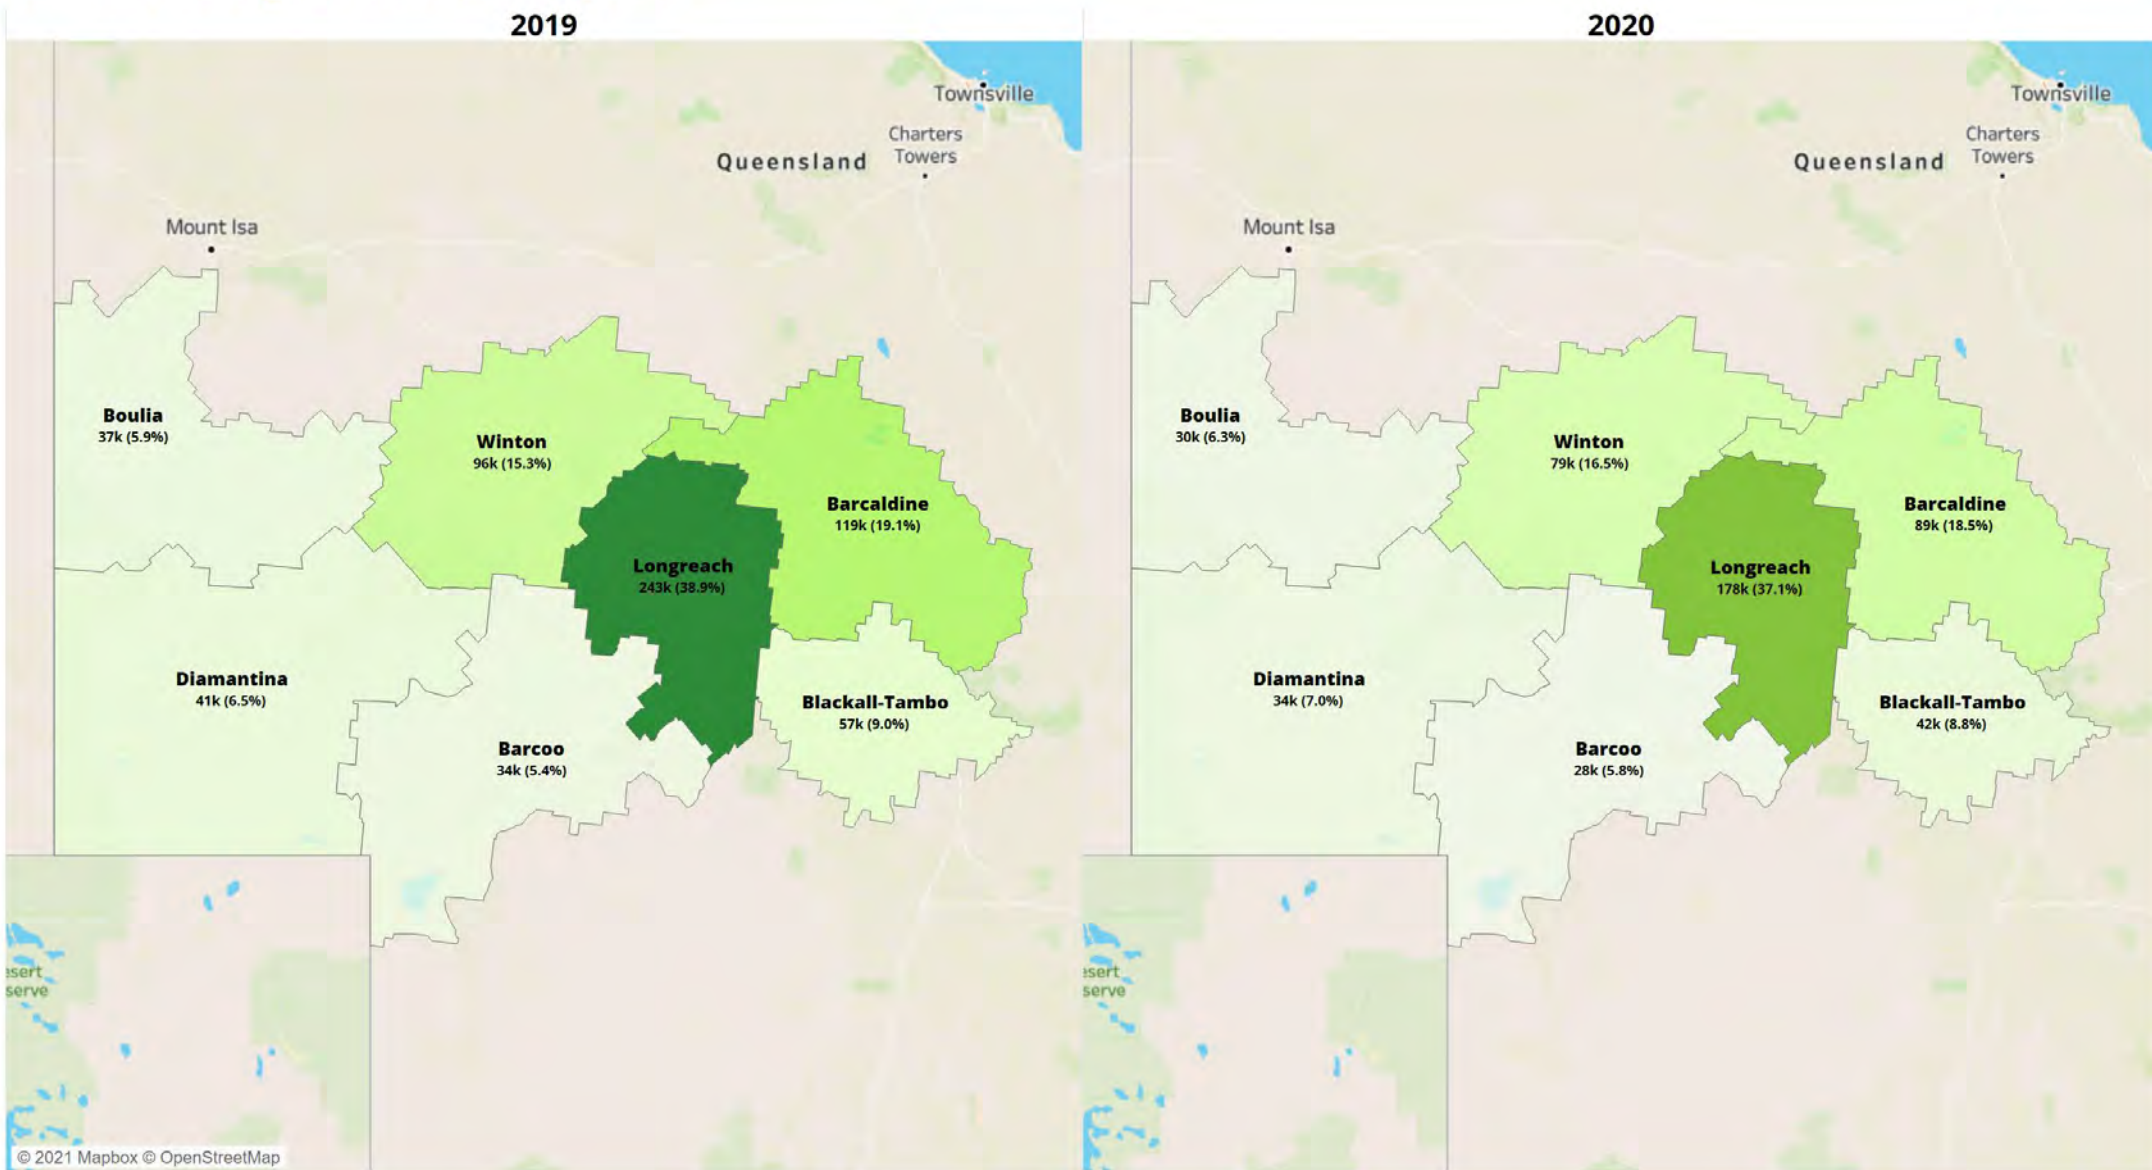 2019
Townsville
Charters
Towers
Queensland
Mount Isa
Boulia
37k (5.9%)
Winton
96k (15.3%)
Barcaldine
119k (19.1%)
Longreach
243k (38.9%)
Diamantina
41k (6.5%)
Blackall-Tambo
57k (9.0%)
Barcoo
34k (5.4%)
esert
serve
© 2021 Mapbox © OpenStreetMap
2020
Townsville
Charters
Towers
Queensland
Mount Isa
Boulia
30k (6.3%)
Winton
79k (16.5%)
Barcaldine
89k (18.5%)
Longreach
178k (37.1%)
Diamantina
34k (7.0%)
Blackall-Tambo
42k (8.8%)
Barcoo
28k (5.8%)
esert
serve